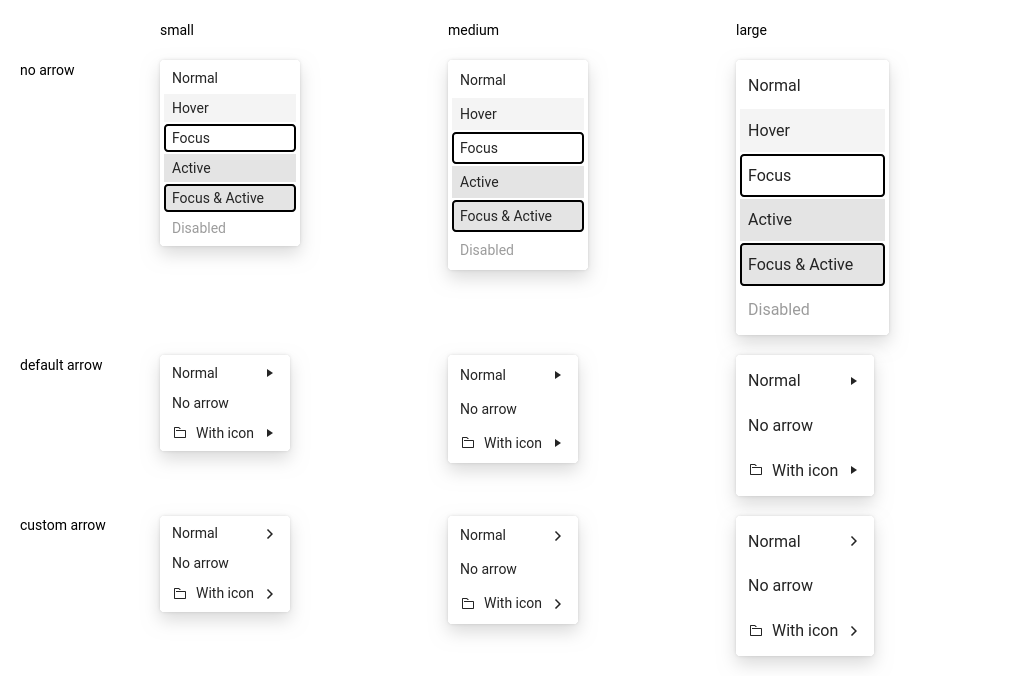 small medium large
no arrow
Normal
Hover
Focus
Active
Focus & Active
Disabled
Normal
Hover
Focus
Active
Focus & Active
Disabled
Normal
Hover
Focus
Active
Focus & Active
Disabled
default arrow
Normal
No arrow
With icon
Normal
No arrow
With icon
Normal
No arrow
With icon
custom arrow
Normal
No arrow
With icon
Normal
No arrow
With icon
Normal
No arrow
With icon